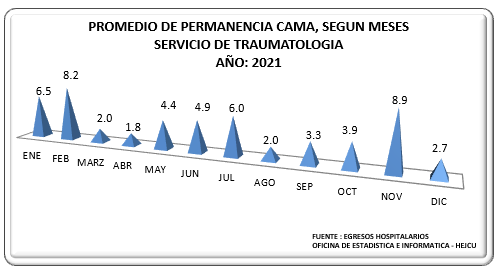 PROMEDIO DE PERMANENCIA CAMA, SEGUN MESES
SERVICIO DE TRAUMATOLOGIA
AÑO: 2021
6.5
8.2
2.0
1.8
4.4
4.9
6.0
2.0
3.3
3.9
8.9
2.7
ENE
FEB
MARZ
ABR
MAY
JUN
JUL
AGO
SEP
OCT
NOV
DIC
FUENTE : EGRESOS HOSPITALARIOS
OFICINA DE ESTADISTICA E INFORMATICA - HEJCU